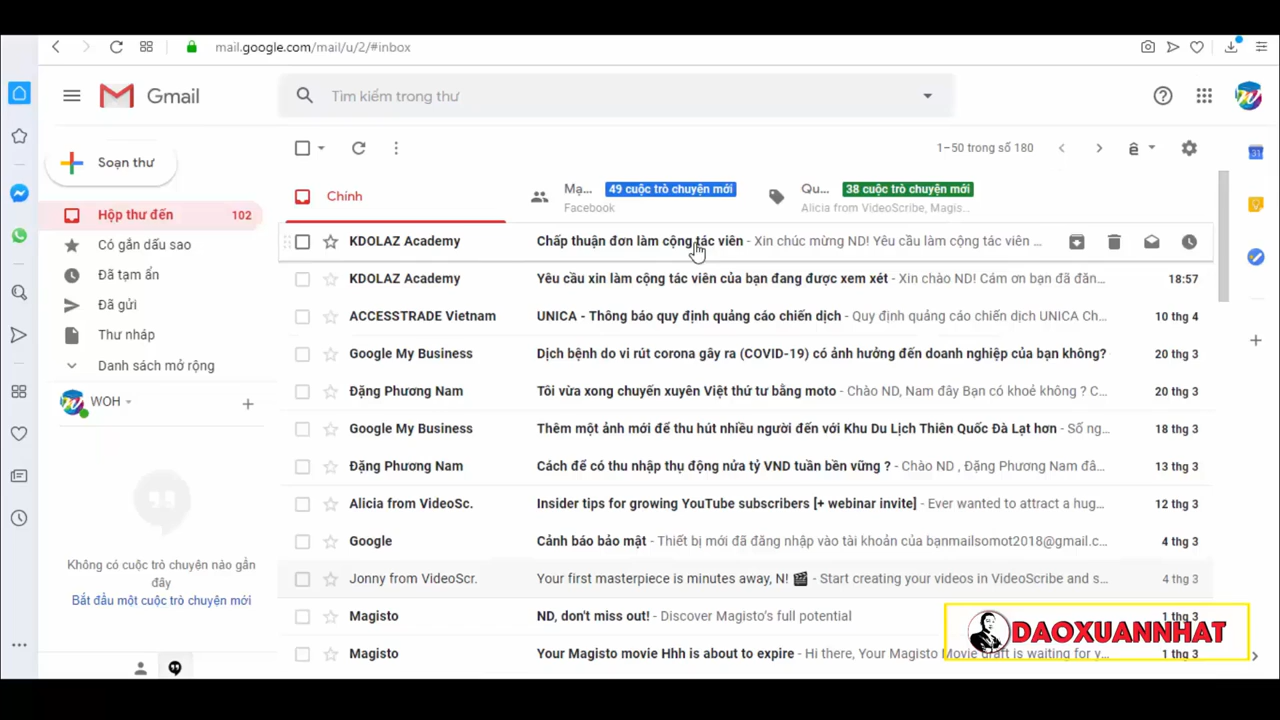 mail.google.com/mail/u/2/#inbox
Gmail
Tìm kiếm trong thư
Soạn thư
1–50 trong số 180
Chính
Mạ... 49 cuộc trò chuyện mới
Facebook
Qu... 38 cuộc trò chuyện mới
Alicia from VideoScribe, Magis...
Hộp thư đến 102
Có gắn dấu sao
Đã tạm ẩn
Đã gửi
Thư nháp
Danh sách mở rộng
WOH
Không có cuộc trò chuyện nào gần
đây
Bắt đầu một cuộc trò chuyện mới
KDOLAZ Academy Chấp thuận đơn làm cộng tác viên - Xin chúc mừng ND! Yêu cầu làm cộng tác viên ...
KDOLAZ Academy Yêu cầu xin làm cộng tác viên của bạn đang được xem xét - Xin chào ND! Cám ơn bạn đã đăn... 18:57
ACCESSTRADE Vietnam UNICA - Thông báo quy định quảng cáo chiến dịch - Quy định quảng cáo chiến dịch UNICA Ch... 10 thg 4
Google My Business Dịch bệnh do vi rút corona gây ra (COVID-19) có ảnh hưởng đến doanh nghiệp của bạn không? 20 thg 3
Đặng Phương Nam Tôi vừa xong chuyến xuyên Việt thứ tư bằng moto - Chào ND, Nam đây Bạn có khoẻ không ? C... 20 thg 3
Google My Business Thêm một ảnh mới để thu hút nhiều người đến với Khu Du Lịch Thiên Quốc Đà Lạt hơn - Số ng... 18 thg 3
Đặng Phương Nam Cách để có thu nhập thụ động nửa tỷ VND tuần bền vững ? - Chào ND , Đặng Phương Nam đâ... 13 thg 3
Alicia from VideoSc. Insider tips for growing YouTube subscribers [+ webinar invite] - Ever wanted to attract a hug... 12 thg 3
Google Cảnh báo bảo mật - Thiết bị mới đã đăng nhập vào tài khoản của bạnmailsomot2018@gmail.c... 4 thg 3
Jonny from VideoScr. Your first masterpiece is minutes away, N! 🎬 - Start creating your videos in VideoScribe and s... 4 thg 3
Magisto ND, don't miss out! - Discover Magisto's full potential 1 thg 3
Magisto Your Magisto movie Hhh is about to expire - Hi there, Your Magisto Movie draft is waiting for y... 1 thg 3
DAOXUANNHAT